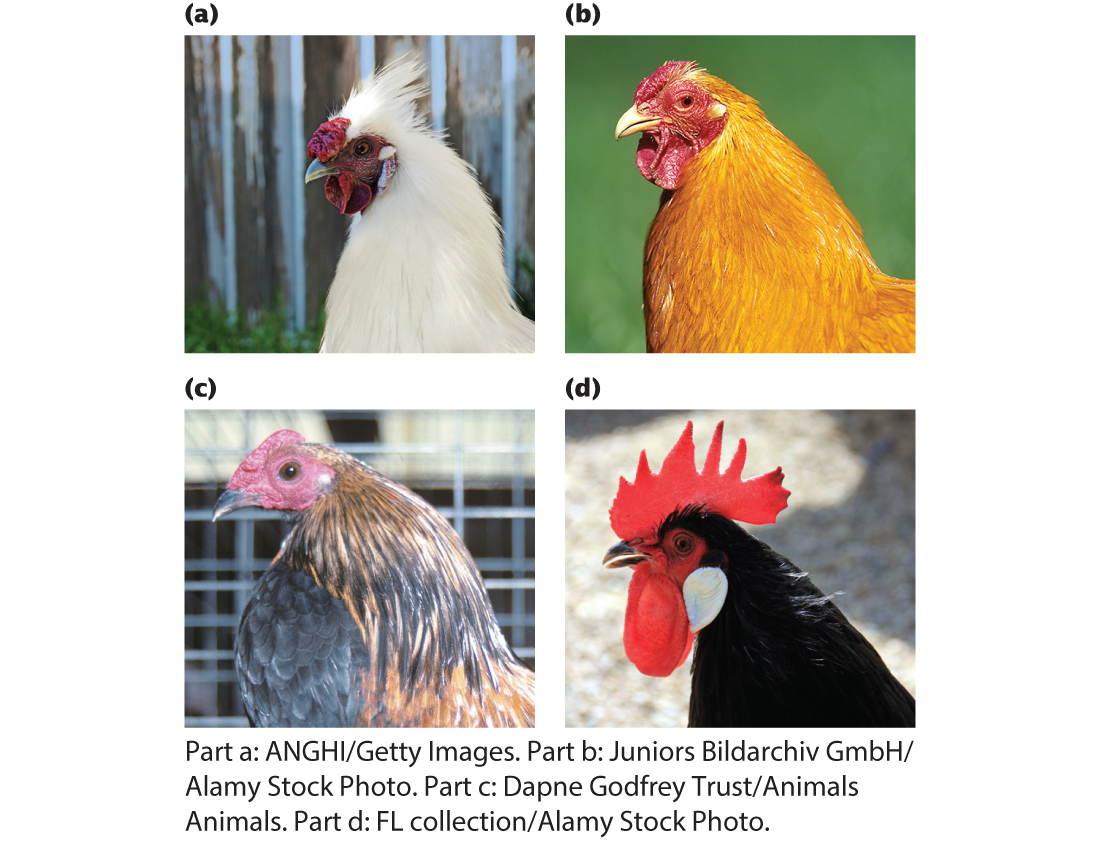 (a)
(b)
(c)
(d)
Part a: ANGHI/Getty Images. Part b: Juniors Bildarchiv GmbH/
Alamy Stock Photo. Part c: Dapne Godfrey Trust/Animals
Animals. Part d: FL collection/Alamy Stock Photo.